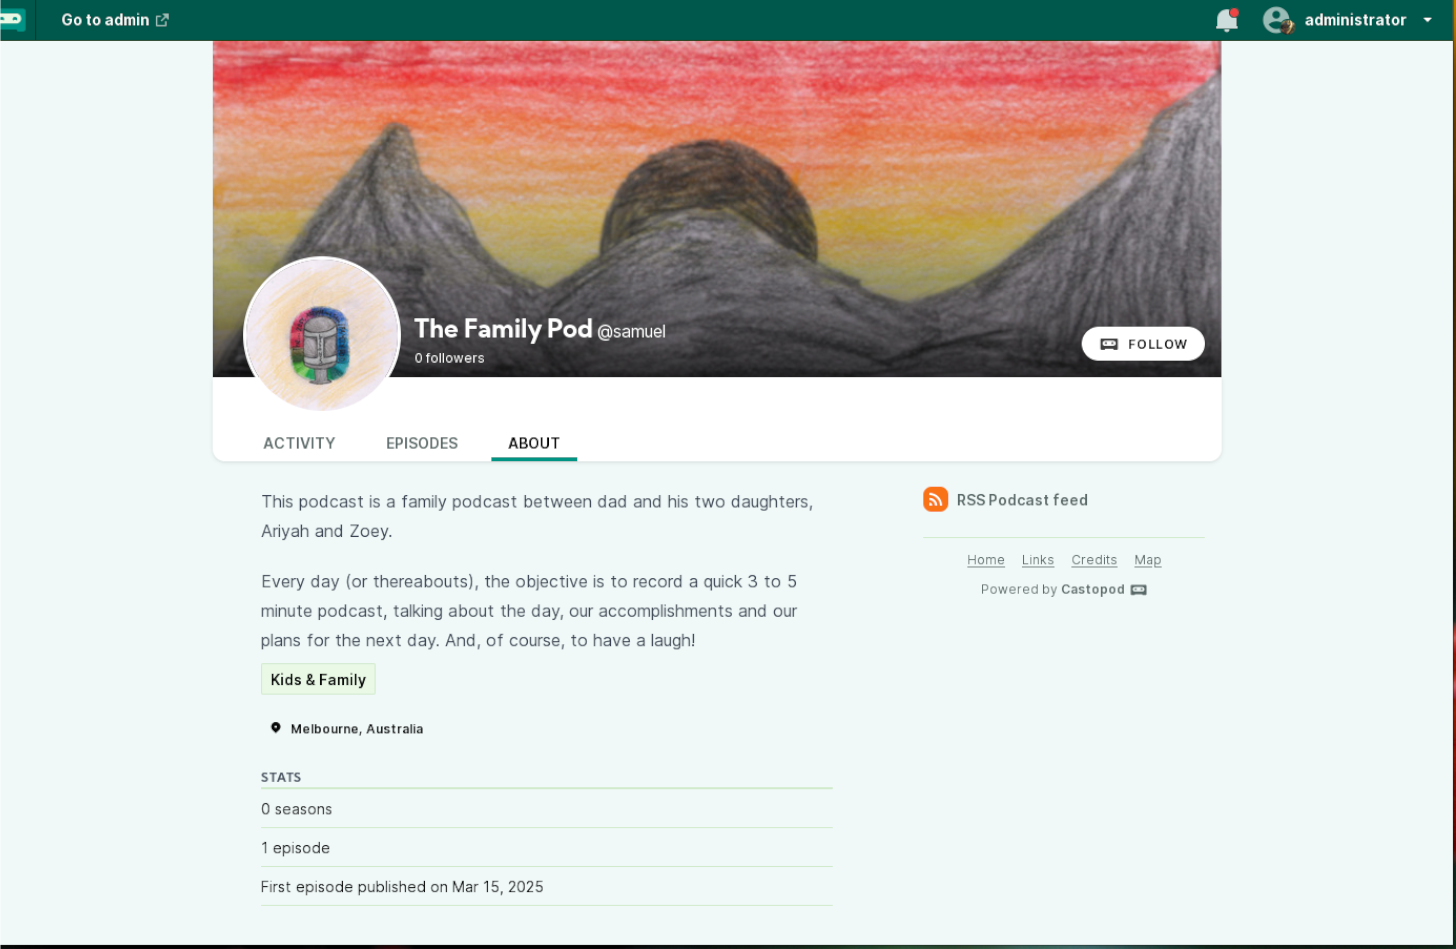 Go to admin
administrator
The Family Pod @samuel
0 followers
FOLLOW
ACTIVITY EPISODES ABOUT
This podcast is a family podcast between dad and his two daughters,
Ariyah and Zoey.
Every day (or thereabouts), the objective is to record a quick 3 to 5
minute podcast, talking about the day, our accomplishments and our
plans for the next day. And, of course, to have a laugh!
Kids & Family
Melbourne, Australia
STATS
0 seasons
1 episode
First episode published on Mar 15, 2025
RSS Podcast feed
Home Links Credits Map
Powered by Castopod